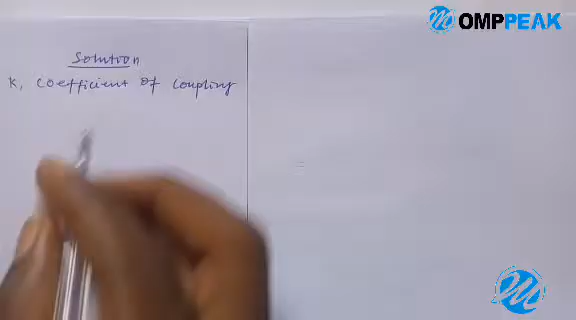 OMPPEAK
Solution
K, coefficient of coupling